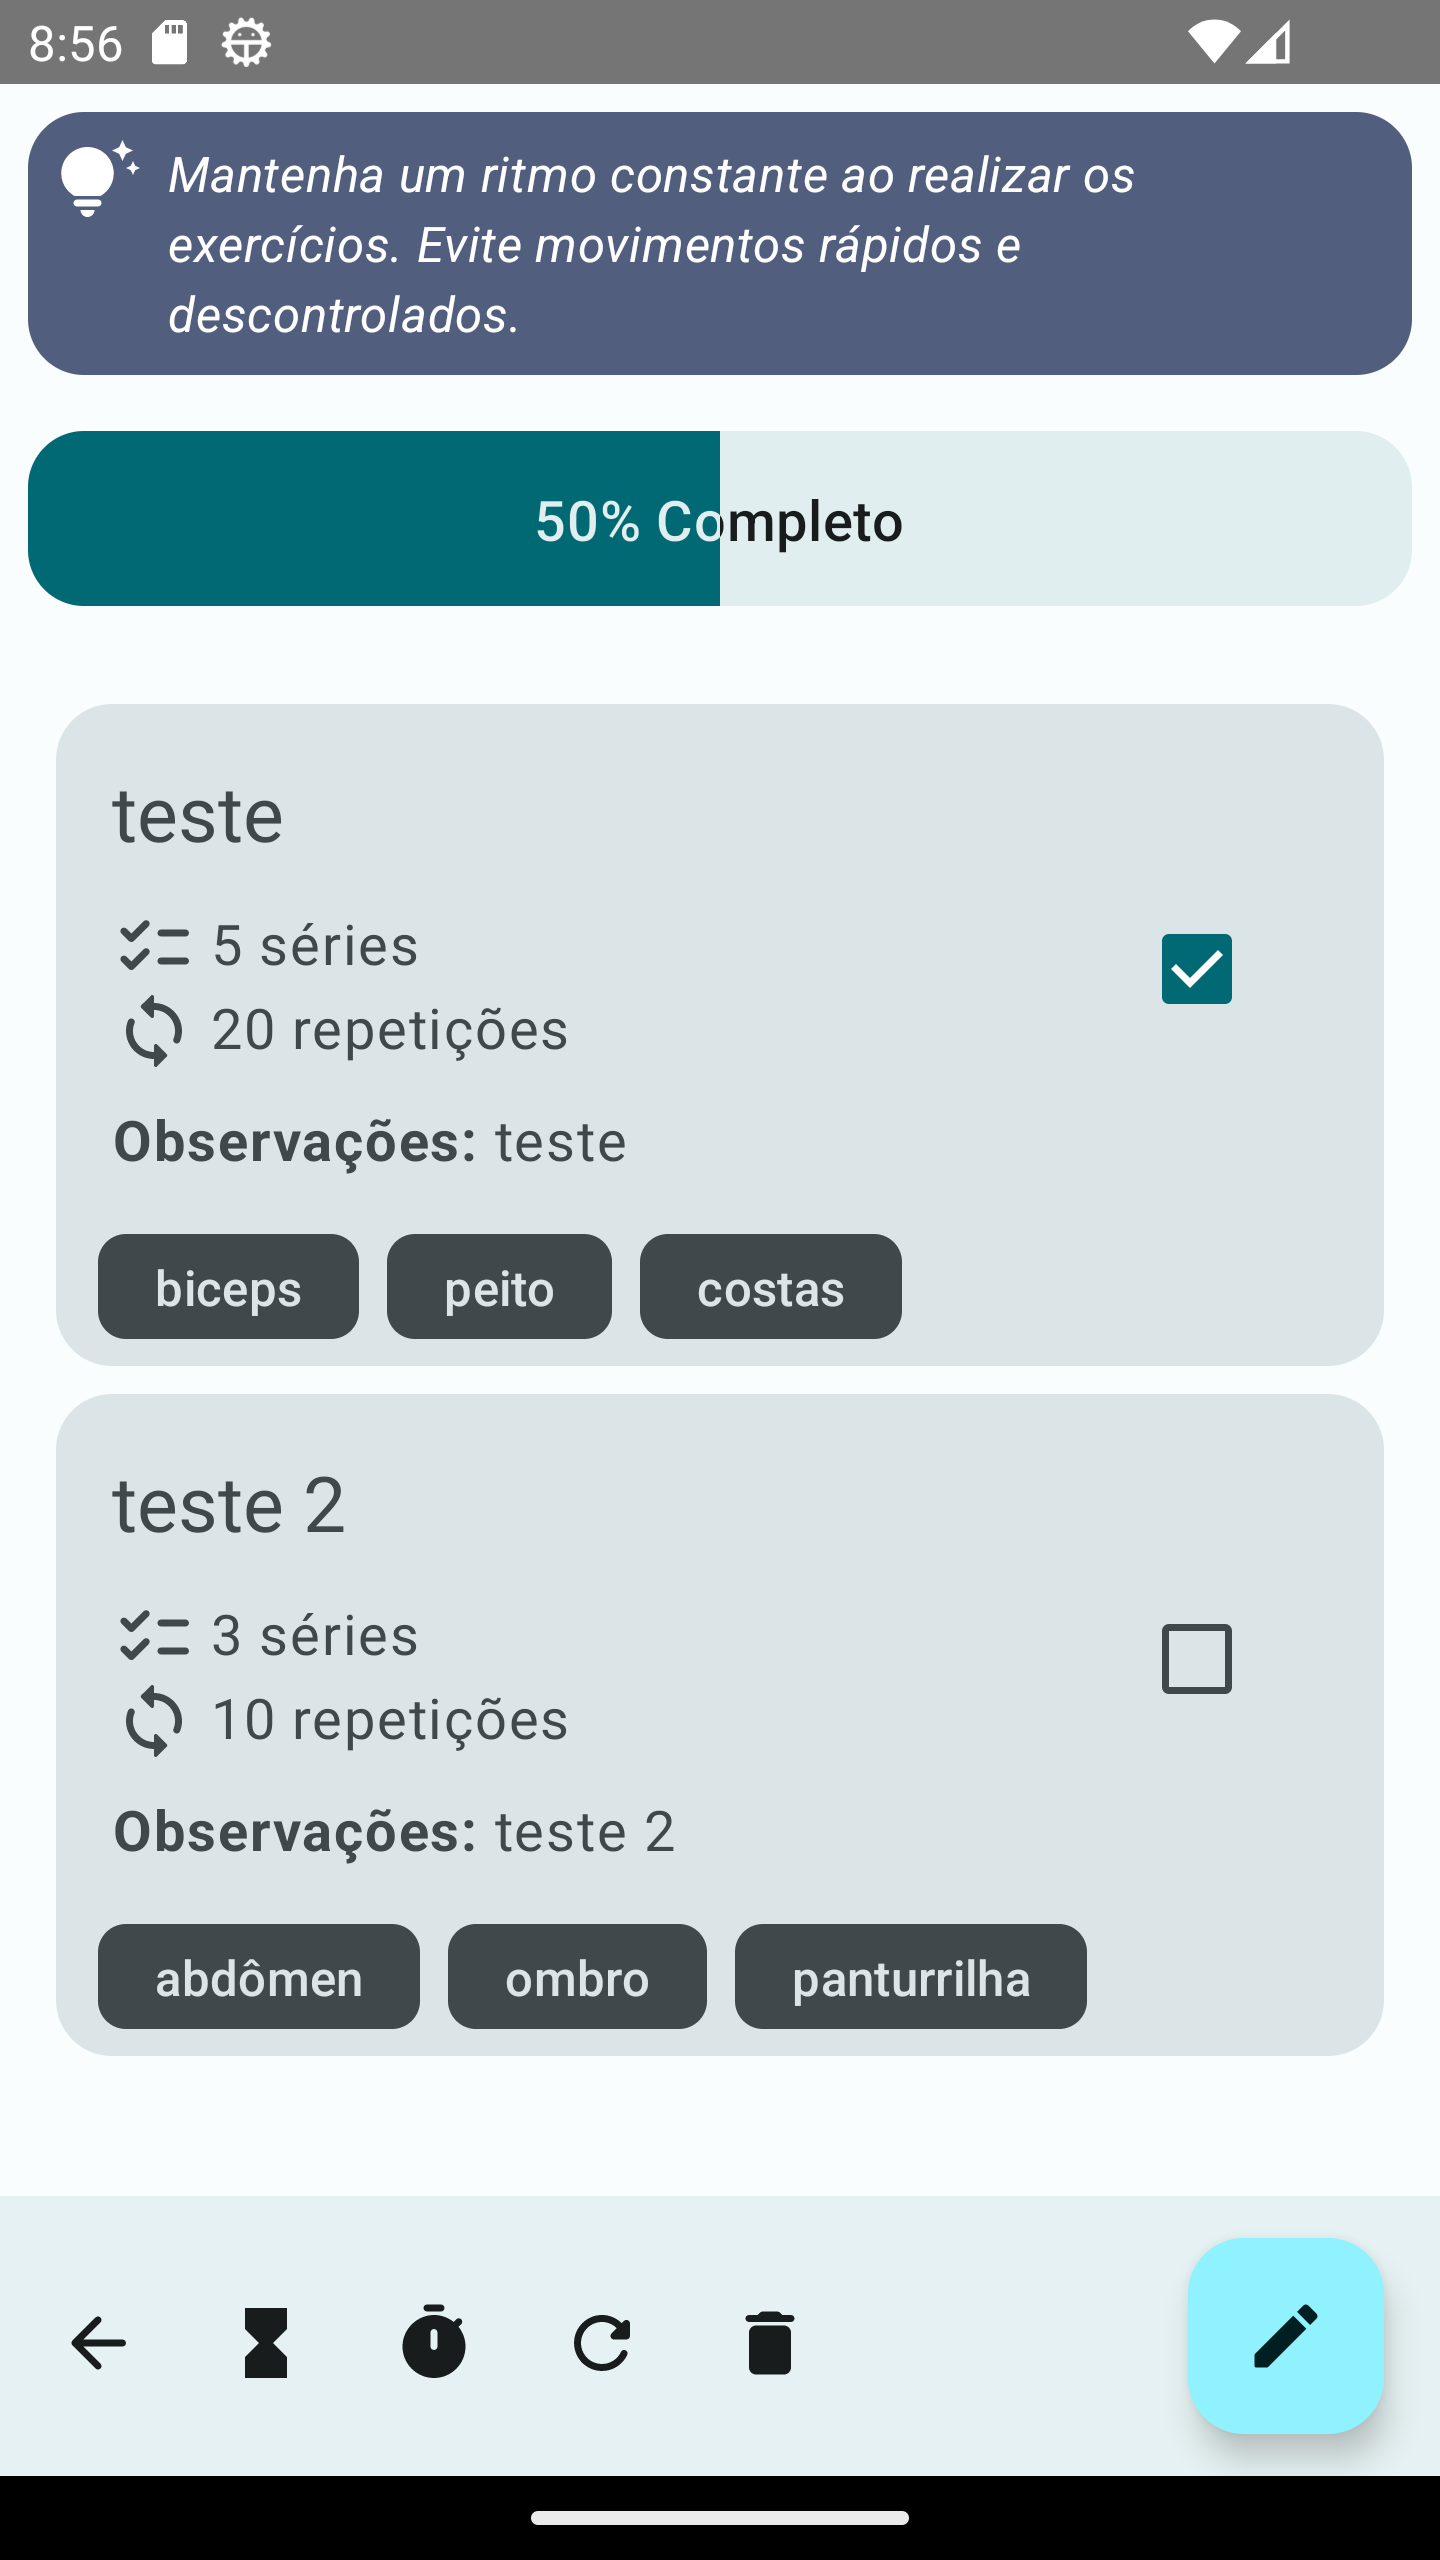 8:56
Mantenha um ritmo constante ao realizar os
exercícios. Evite movimentos rápidos e
descontrolados.
50% Completo
teste
5 séries
20 repetições
Observações: teste
biceps peito costas
teste 2
3 séries
10 repetições
Observações: teste 2
abdômen ombro panturrilha